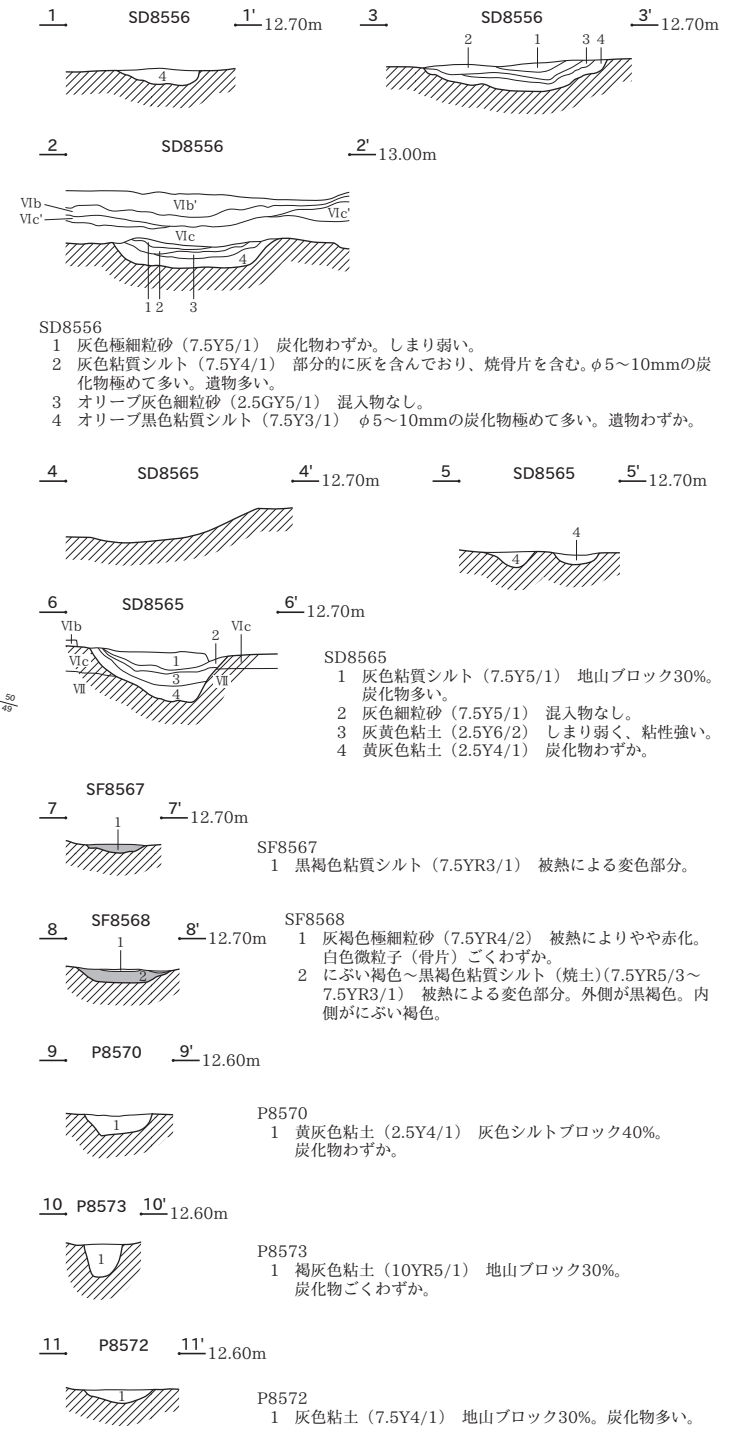 1 SD8556 1' 12.70m
4
3 SD8556 3' 12.70m
2 1 3 4
2 SD8556 2' 13.00m
Ⅵb Ⅵb'
Ⅵc' Ⅵc'
Ⅵc
4
1 2 3
SD8556
1 灰色極細粒砂（7.5Y5/1） 炭化物わずか。しまり弱い。
2 灰色粘質シルト（7.5Y4/1） 部分的に灰を含んでおり、焼骨片を含む。φ5～10mmの炭
化物極めて多い。遺物多い。
3 オリーブ灰色細粒砂（2.5GY5/1） 混入物なし。
4 オリーブ黒色粘質シルト（7.5Y3/1） φ5～10mmの炭化物極めて多い。遺物わずか。
4 SD8565 4' 12.70m
5 SD8565 5' 12.70m
4
4
6 SD8565 6' 12.70m
Ⅵb 2 Ⅵc
Ⅵc 1
Ⅶ 3 Ⅶ
4
50
49
SD8565
1 灰色粘質シルト（7.5Y5/1） 地山ブロック30%。
炭化物多い。
2 灰色細粒砂（7.5Y5/1） 混入物なし。
3 灰黄色粘土（2.5Y6/2） しまり弱く、粘性強い。
4 黄灰色粘土（2.5Y4/1） 炭化物わずか。
SF8567
7 7' 12.70m
1
SF8567
1 黒褐色粘質シルト（7.5YR3/1） 被熱による変色部分。
SF8568
8 8' 12.70m
1
2
SF8568
1 灰褐色極細粒砂（7.5YR4/2） 被熱によりやや赤化。
白色微粒子（骨片）ごくわずか。
2 にぶい褐色～黒褐色粘質シルト（焼土）（7.5YR5/3～
7.5YR3/1） 被熱による変色部分。外側が黒褐色。内
側がにぶい褐色。
9 P8570 9' 12.60m
1
P8570
1 黄灰色粘土（2.5Y4/1） 灰色シルトブロック40%。
炭化物わずか。
10 P8573 10' 12.60m
1
P8573
1 褐灰色粘土（10YR5/1） 地山ブロック30%。
炭化物ごくわずか。
11 P8572 11' 12.60m
1
P8572
1 灰色粘土（7.5Y4/1） 地山ブロック30%。炭化物多い。